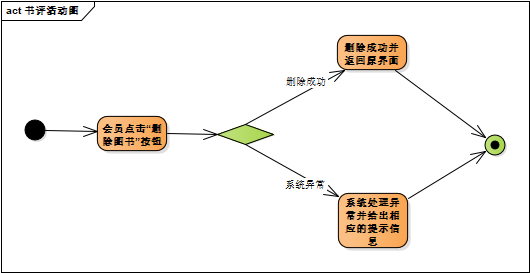 act 书评活动图
删除成功并
返回原界面
删除成功
会员点击“删
除图书”按钮
系统异常
系统处理异
常并给出相
应的提示信
息